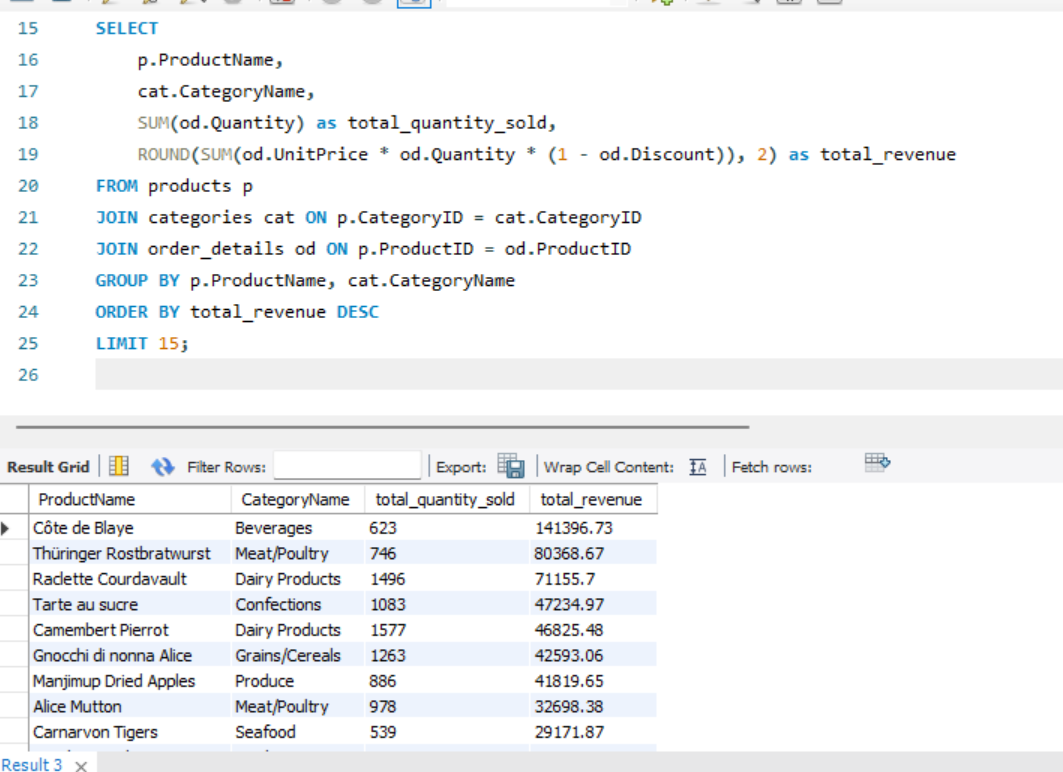 15 SELECT
16 p.ProductName,
17 cat.CategoryName,
18 SUM(od.Quantity) as total_quantity_sold,
19 ROUND(SUM(od.UnitPrice * od.Quantity * (1 - od.Discount)), 2) as total_revenue
20 FROM products p
21 JOIN categories cat ON p.CategoryID = cat.CategoryID
22 JOIN order_details od ON p.ProductID = od.ProductID
23 GROUP BY p.ProductName, cat.CategoryName
24 ORDER BY total_revenue DESC
25 LIMIT 15;
26
Result Grid Filter Rows: Export: Wrap Cell Content: IA Fetch rows:
ProductName CategoryName total_quantity_sold total_revenue
Côte de Blaye Beverages 623 141396.73
Thüringer Rostbratwurst Meat/Poultry 746 80368.67
Raclette Courdavault Dairy Products 1496 71155.7
Tarte au sucre Confections 1083 47234.97
Camembert Pierrot Dairy Products 1577 46825.48
Gnocchi di nonna Alice Grains/Cereals 1263 42593.06
Manjimup Dried Apples Produce 886 41819.65
Alice Mutton Meat/Poultry 978 32698.38
Carnarvon Tigers Seafood 539 29171.87
Result 3